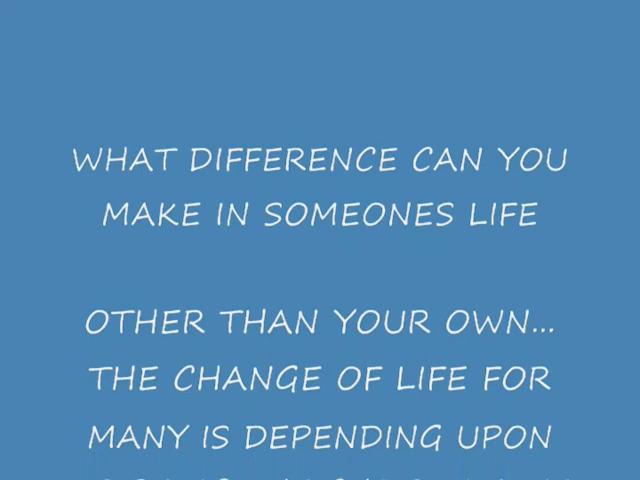 WHAT DIFFERENCE CAN YOU
MAKE IN SOMEONES LIFE
OTHER THAN YOUR OWN...
THE CHANGE OF LIFE FOR
MANY IS DEPENDING UPON